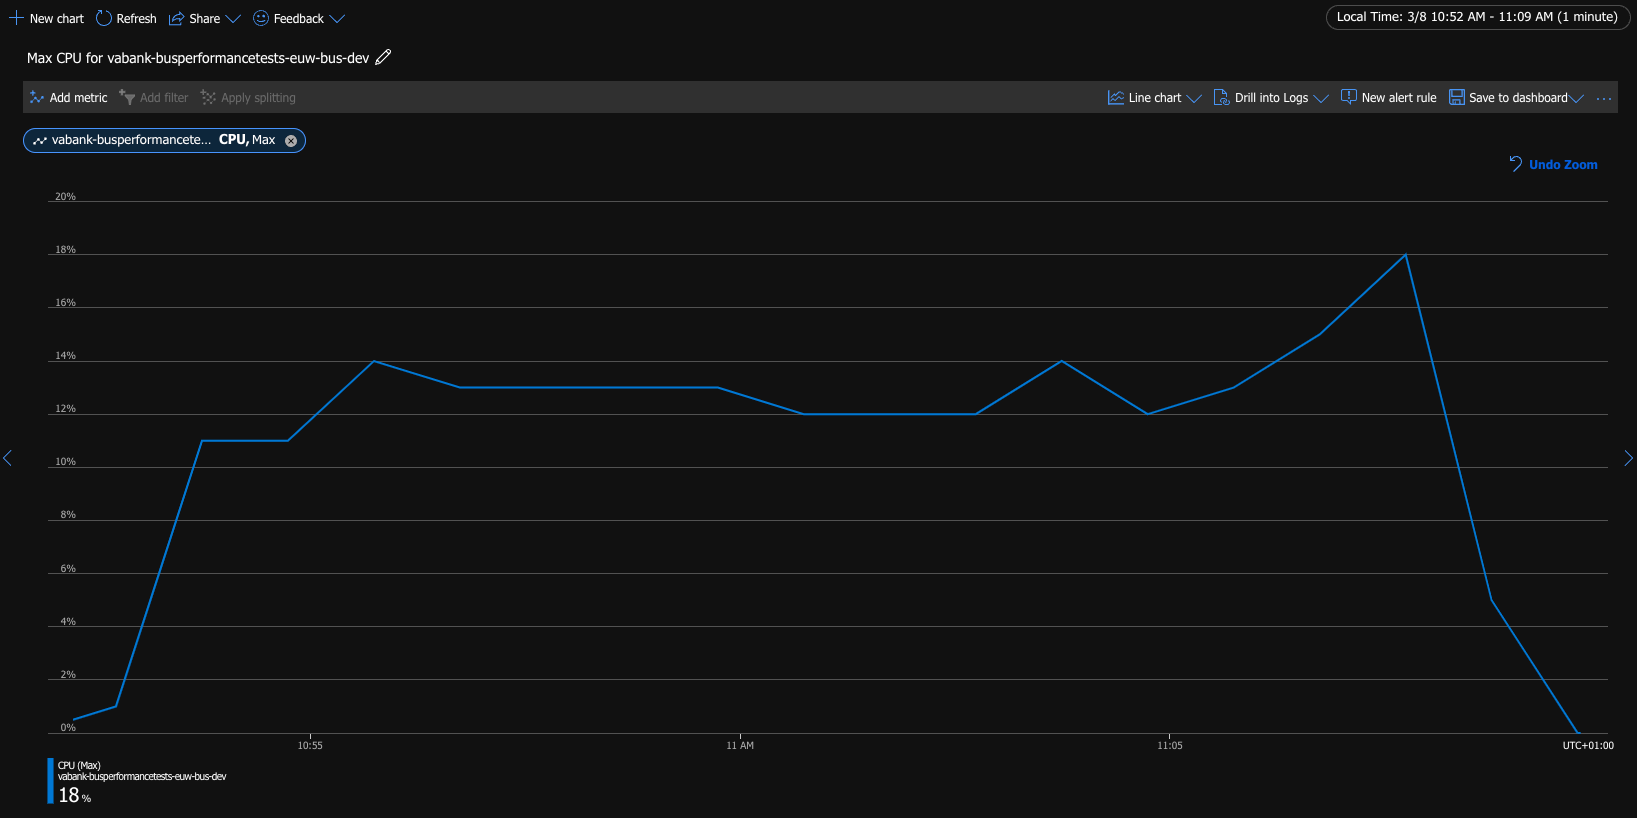 New chart Refresh Share Feedback Local Time: 3/8 10:52 AM - 11:09 AM (1 minute)
Max CPU for vabank-busperformancetests-euw-bus-dev
Add metric Add filter Apply splitting Line chart Drill into Logs New alert rule Save to dashboard ...
vabank-busperformancete... CPU, Max
Undo Zoom
20%
18%
16%
14%
12%
10%
8%
6%
4%
2%
0%
10:55 11 AM 11:05 UTC+01:00
CPU (Max)
vabank-busperformancetests-euw-bus-dev
18 %